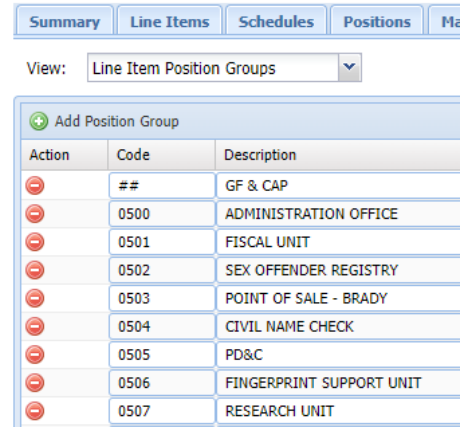 Summary Line Items Schedules Positions
View: Line Item Position Groups
Add Position Group
Action Code Description
## GF & CAP
0500 ADMINISTRATION OFFICE
0501 FISCAL UNIT
0502 SEX OFFENDER REGISTRY
0503 POINT OF SALE - BRADY
0504 CIVIL NAME CHECK
0505 PD&C
0506 FINGERPRINT SUPPORT UNIT
0507 RESEARCH UNIT